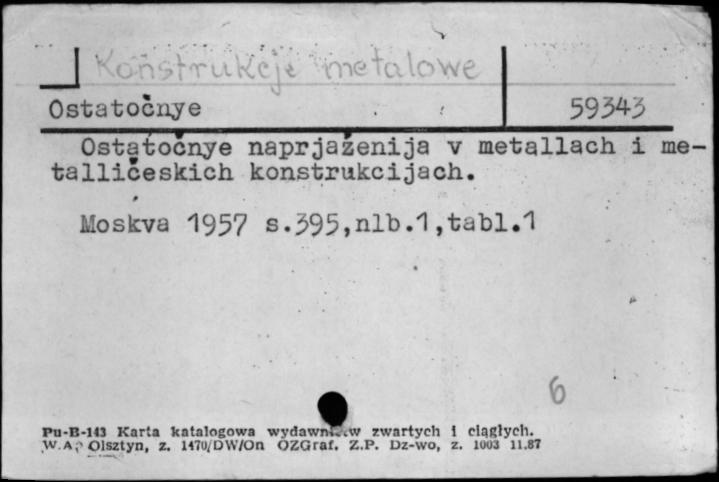 Konstrukcje metalowe
Ostatočnye 59343
Ostatočnye naprjaženija v metallach i me-
talličeskich konstrukcijach.
Moskva 1957 s.395,nlb.1,tabl.1
6
Pu-B-143 Karta katalogowa wydawnictw zwartych i ciągłych.
W.A. Olsztyn, z. 1470/DW/On OZGraf. Z.P. Dz-wo, z. 1003 11.87